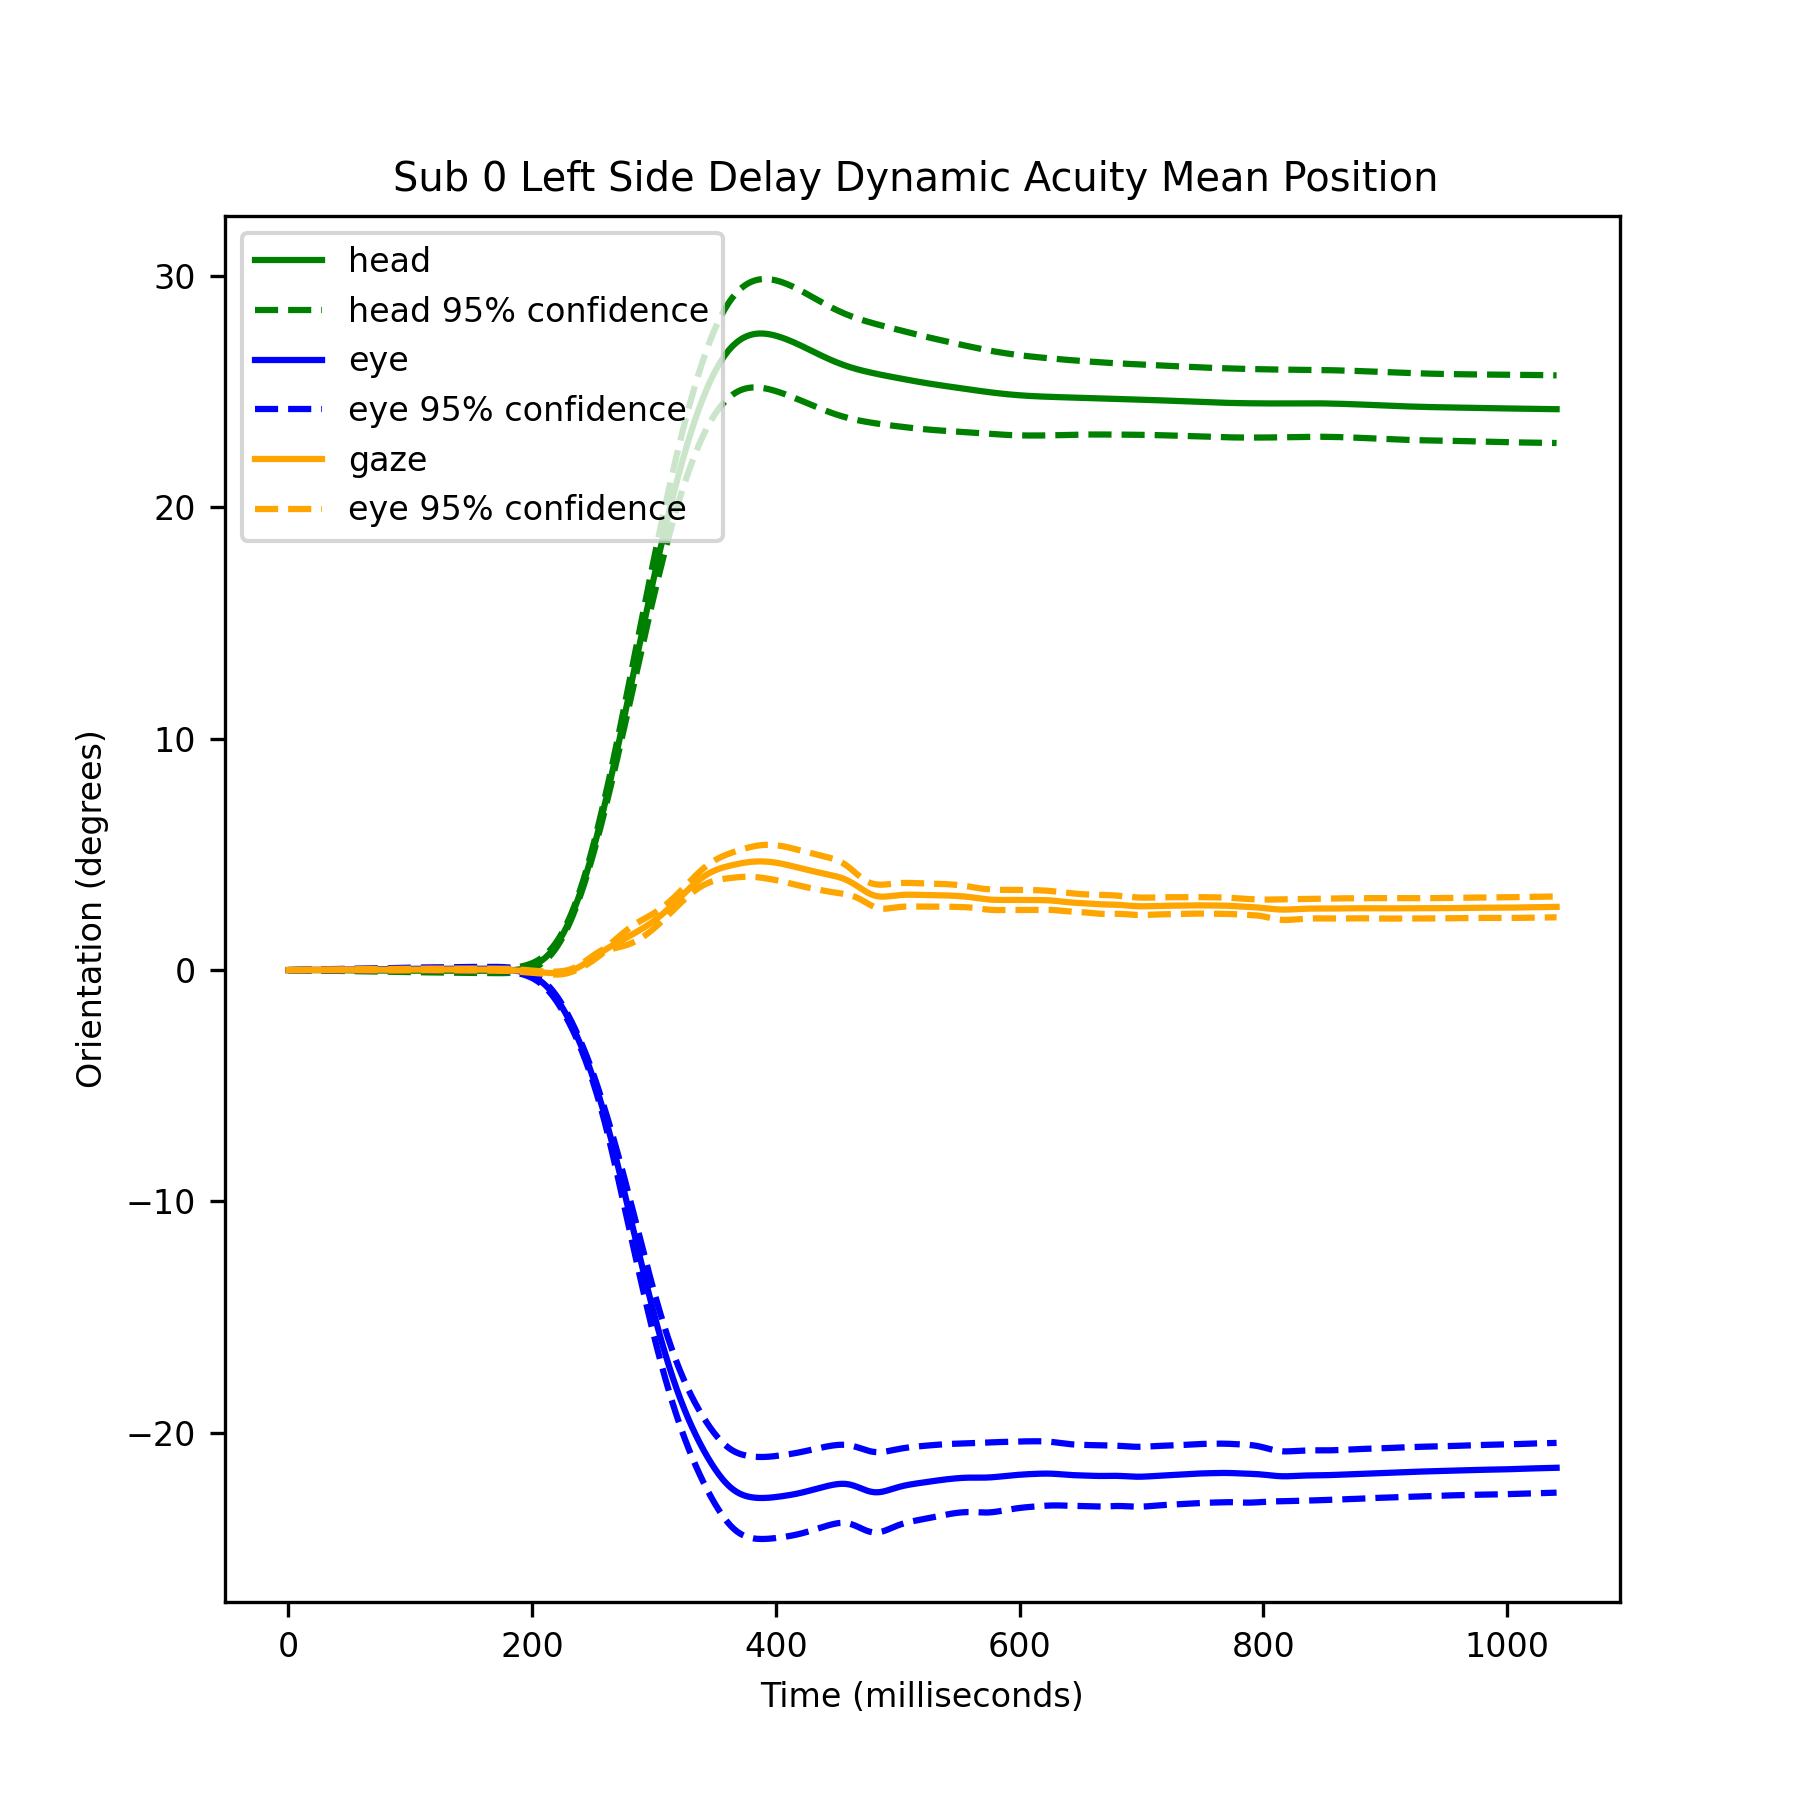 Sub 0 Left Side Delay Dynamic Acuity Mean Position
head
head 95% confidence
eye
eye 95% confidence
gaze
eye 95% confidence
30
20
10
0
−10
−20
Orientation (degrees)
0 200 400 600 800 1000
Time (milliseconds)